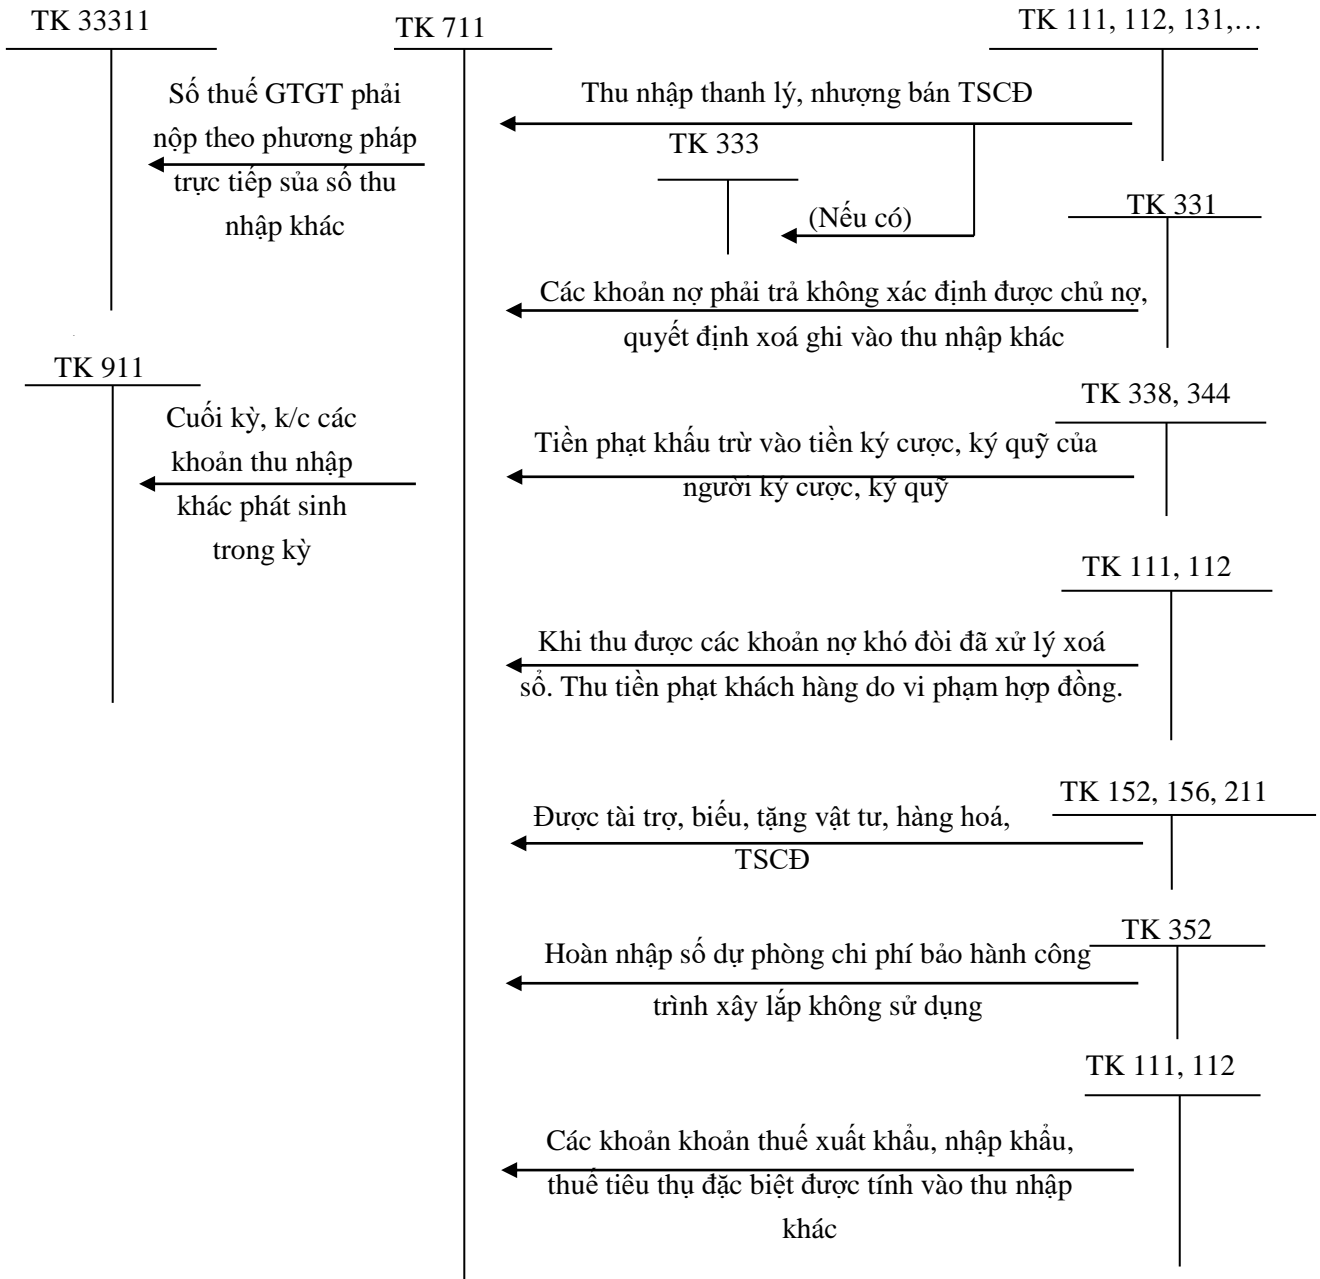 TK 33311
TK 711
TK 111, 112, 131,…
Số thuế GTGT phải
nộp theo phương pháp
trực tiếp sủa số thu
nhập khác
Thu nhập thanh lý, nhượng bán TSCĐ
TK 333
(Nếu có)
TK 331
Các khoản nợ phải trả không xác định được chủ nợ,
quyết định xoá ghi vào thu nhập khác
TK 911
Cuối kỳ, k/c các
khoản thu nhập
khác phát sinh
trong kỳ
TK 338, 344
Tiền phạt khấu trừ vào tiền ký cược, ký quỹ của
người ký cược, ký quỹ
TK 111, 112
Khi thu được các khoản nợ khó đòi đã xử lý xoá
sổ. Thu tiền phạt khách hàng do vi phạm hợp đồng.
TK 152, 156, 211
Được tài trợ, biếu, tặng vật tư, hàng hoá,
TSCĐ
TK 352
Hoàn nhập số dự phòng chi phí bảo hành công
trình xây lắp không sử dụng
TK 111, 112
Các khoản khoản thuế xuất khẩu, nhập khẩu,
thuế tiêu thụ đặc biệt được tính vào thu nhập
khác